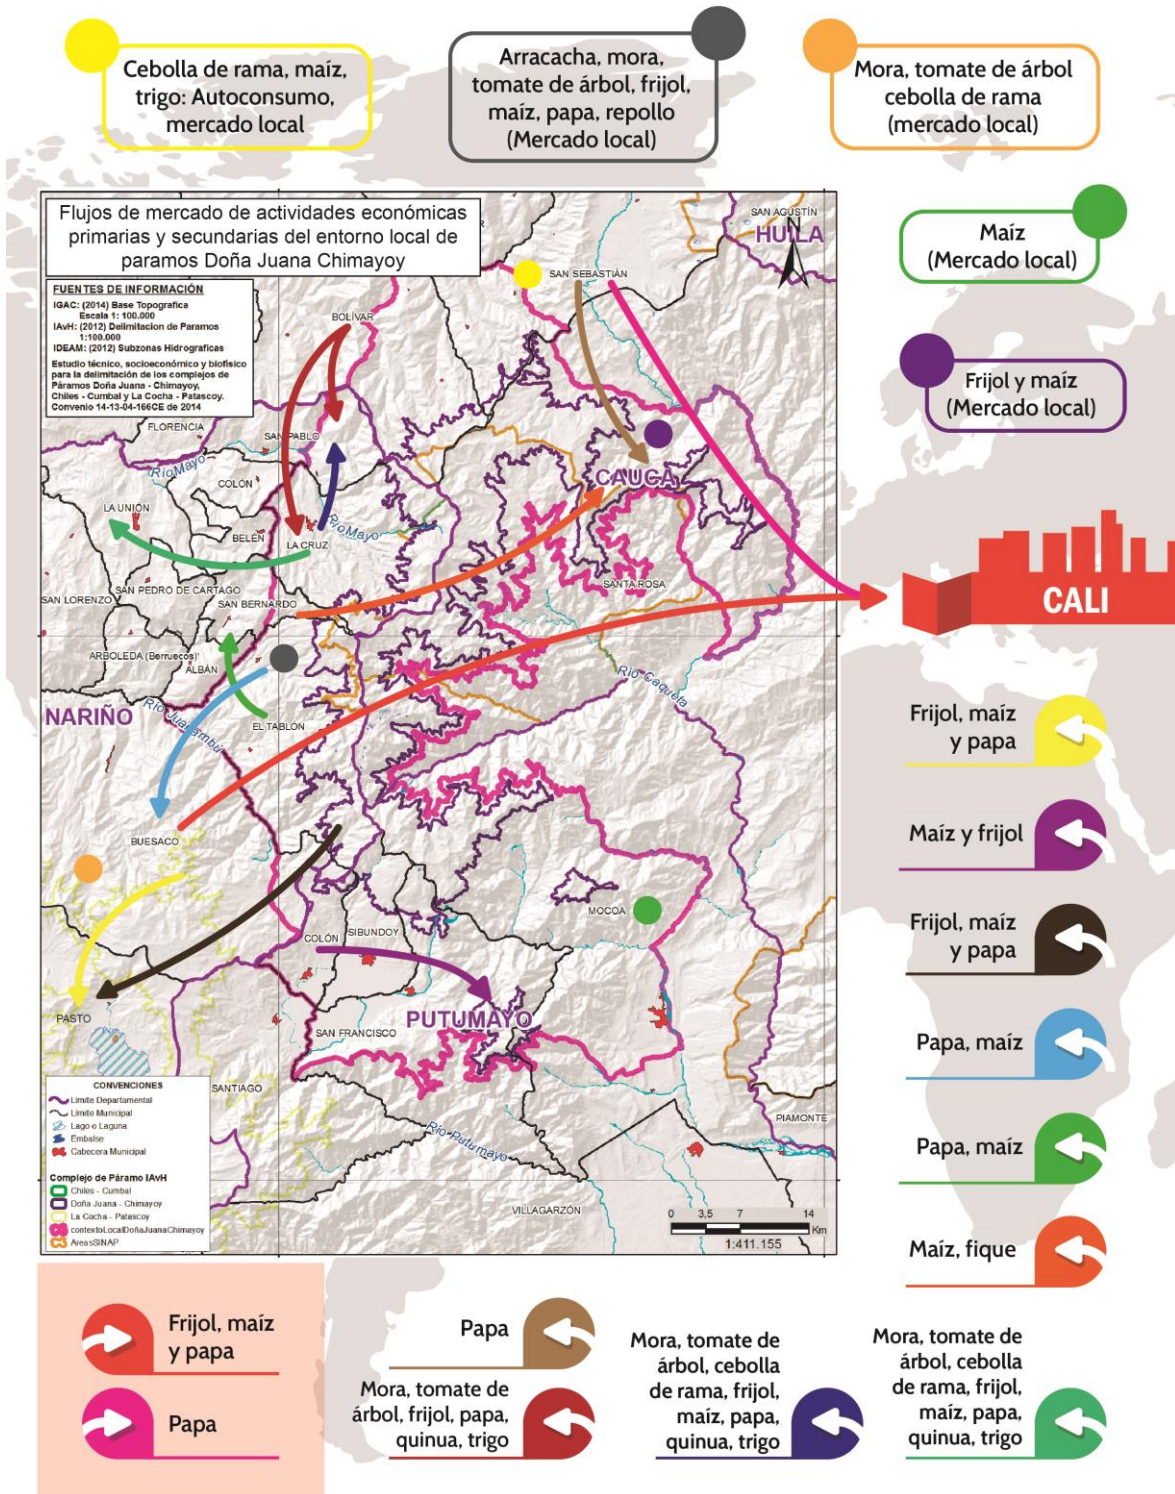 Cebolla de rama, maíz,
trigo: Autoconsumo,
mercado local
Arracacha, mora,
tomate de árbol, frijol,
maíz, papa, repollo
(Mercado local)
Mora, tomate de árbol
cebolla de rama
(mercado local)
Maíz
(Mercado local)
Frijol y maíz
(Mercado local)
Flujos de mercado de actividades económicas
primarias y secundarias del entorno local de
paramos Doña Juana Chimayoy
FUENTES DE INFORMACIÓN
IGAC: (2014) Base Topografica
Escala 1: 100.000
IAvH: (2012) Delimitacion de Paramos
1:100.000
IDEAM: (2012) Subzonas Hidrograficas
Estudio técnico, socioeconómico y biofísico
para la delimitación de los complejos de
Páramos Doña Juana - Chimayoy,
Chiles - Cumbal y La Cocha - Patascoy.
Convenio 14-13-04-166CE de 2014
SAN AGUSTÍN
HUILA
N
SAN SEBASTIÁN
BOLÍVAR
FLORENCIA
SAN PABLO
Río Mayo
COLÓN
CAUCA
LA UNIÓN
BELÉN
LA CRUZ
Río Mayo
SANTA ROSA
SAN PEDRO DE CARTAGO
SAN LORENZO
SAN BERNARDO
CALI
ARBOLEDA (Berruecos)
ALBÁN
Río Caquetá
NARIÑO
Río Juanambú
EL TABLÓN
BUESACO
MOCOA
COLÓN
SIBUNDOY
PASTO
SAN FRANCISCO
PUTUMAYO
SANTIAGO
PIAMONTE
Río Putumayo
VILLAGARZÓN
CONVENCIONES
Límite Departamental
Límite Municipal
Lago o Laguna
Embalse
Cabecera Municipal
Complejo de Páramo IAvH
Chiles - Cumbal
Doña Juana - Chimayoy
La Cocha - Patascoy
contextoLocalDoñaJuanaChimayoy
AreasSINAP
0 3,5 7 14
Km
1:411.155
Frijol, maíz
y papa
Maíz y frijol
Frijol, maíz
y papa
Papa, maíz
Papa, maíz
Maíz, fique
Frijol, maíz
y papa
Papa
Papa
Mora, tomate de
árbol, frijol, papa,
quinua, trigo
Mora, tomate de
árbol, cebolla
de rama, frijol,
maíz, papa,
quinua, trigo
Mora, tomate de
árbol, cebolla
de rama, frijol,
maíz, papa,
quinua, trigo